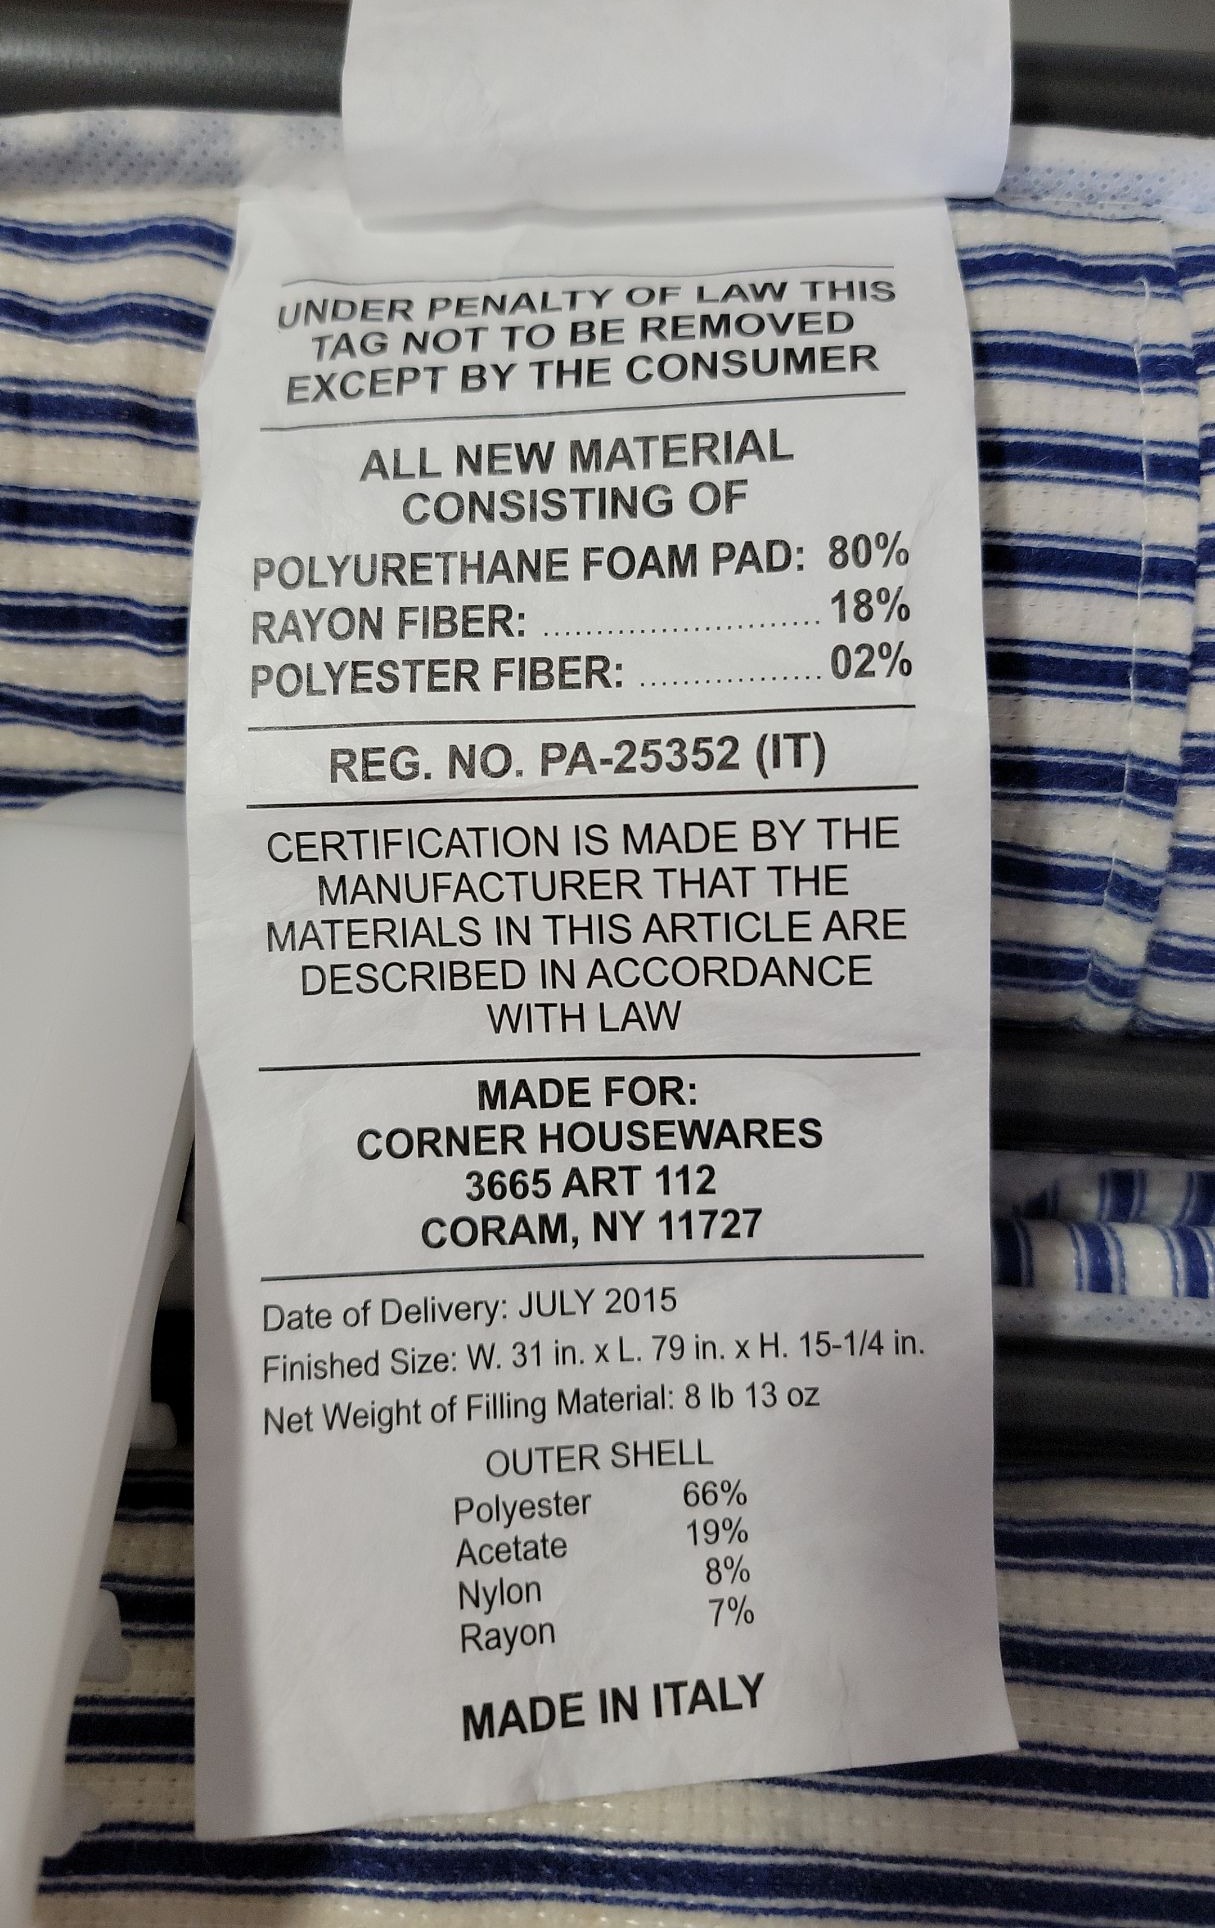 UNDER PENALTY OF LAW THIS
TAG NOT TO BE REMOVED
EXCEPT BY THE CONSUMER
ALL NEW MATERIAL
CONSISTING OF
POLYURETHANE FOAM PAD: 80%
RAYON FIBER: ........................... 18%
POLYESTER FIBER: ................. 02%
REG. NO. PA-25352 (IT)
CERTIFICATION IS MADE BY THE
MANUFACTURER THAT THE
MATERIALS IN THIS ARTICLE ARE
DESCRIBED IN ACCORDANCE
WITH LAW
MADE FOR:
CORNER HOUSEWARES
3665 ART 112
CORAM, NY 11727
Date of Delivery: JULY 2015
Finished Size: W. 31 in. x L. 79 in. x H. 15-1/4 in.
Net Weight of Filling Material: 8 lb 13 oz
OUTER SHELL
Polyester 66%
Acetate 19%
Nylon 8%
Rayon 7%
MADE IN ITALY